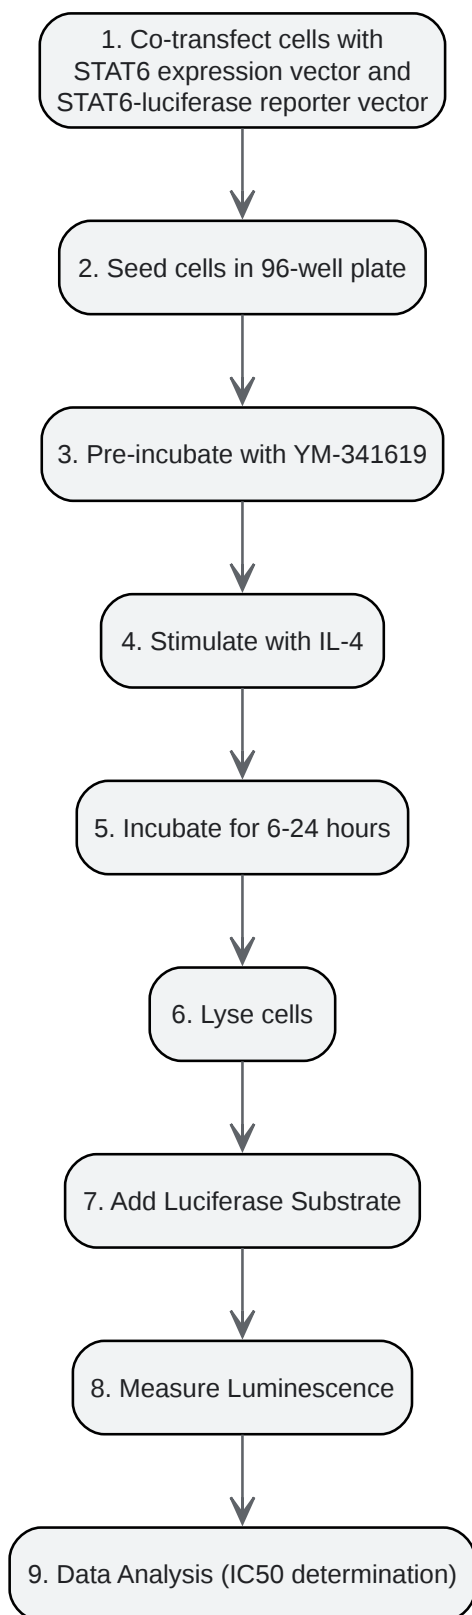 1. Co-transfect cells with
STAT6 expression vector and
STAT6-luciferase reporter vector
2. Seed cells in 96-well plate
3. Pre-incubate with YM-341619
4. Stimulate with IL-4
5. Incubate for 6-24 hours
6. Lyse cells
7. Add Luciferase Substrate
8. Measure Luminescence
9. Data Analysis (IC50 determination)